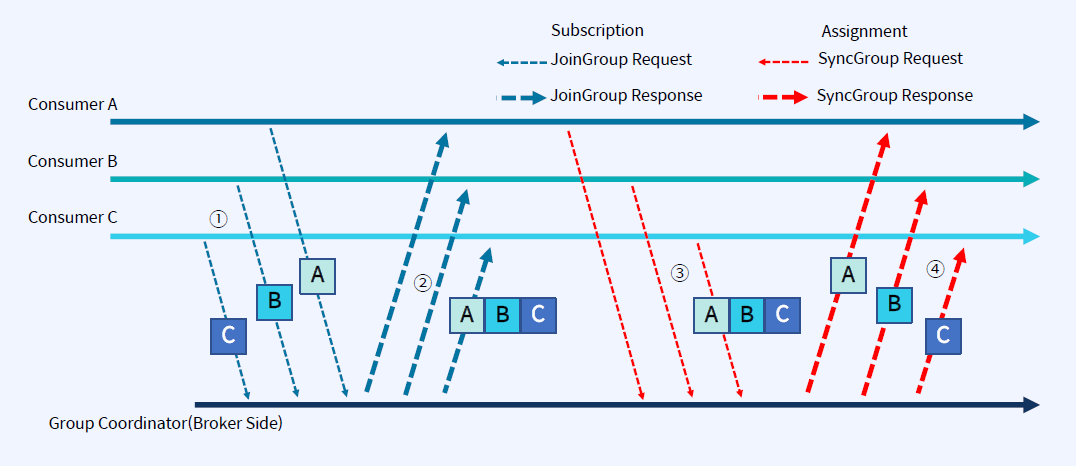 Subscription
Assignment
JoinGroup Request
SyncGroup Request
JoinGroup Response
SyncGroup Response
Consumer A
Consumer B
Consumer C
①
②
③
④
A
B
C
A B C
A B C
A
B
C
Group Coordinator(Broker Side)